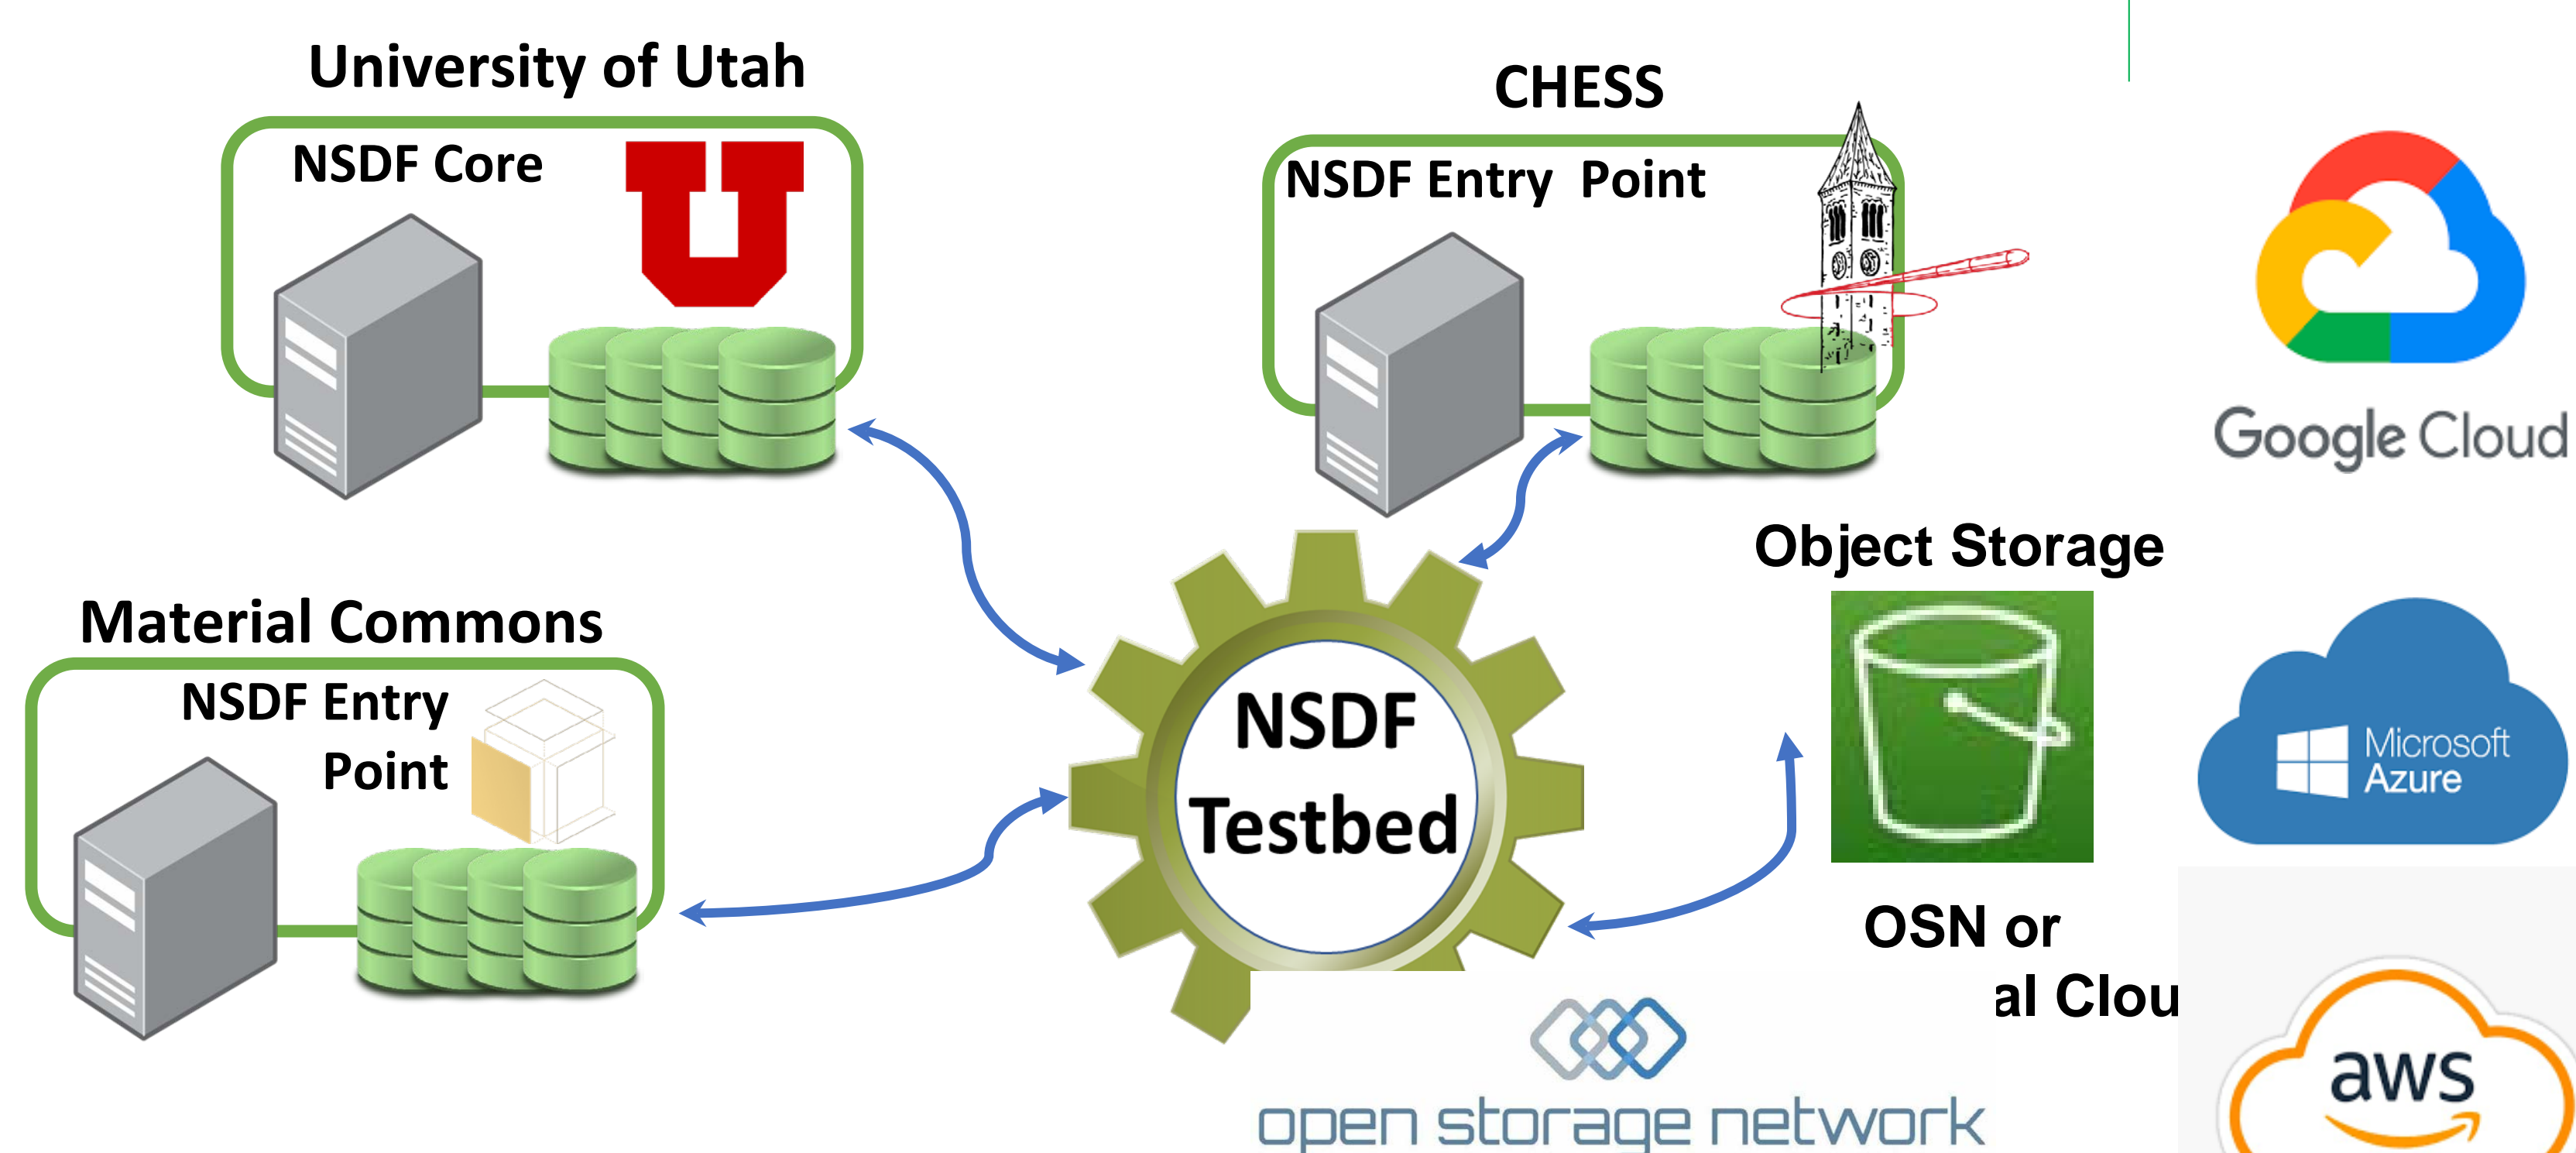 University of Utah
NSDF Core
CHESS
NSDF Entry Point
Google Cloud
Material Commons
NSDF Entry
Point
NSDF
Testbed
Object Storage
Microsoft
Azure
OSN or
al Clou
open storage network
aws